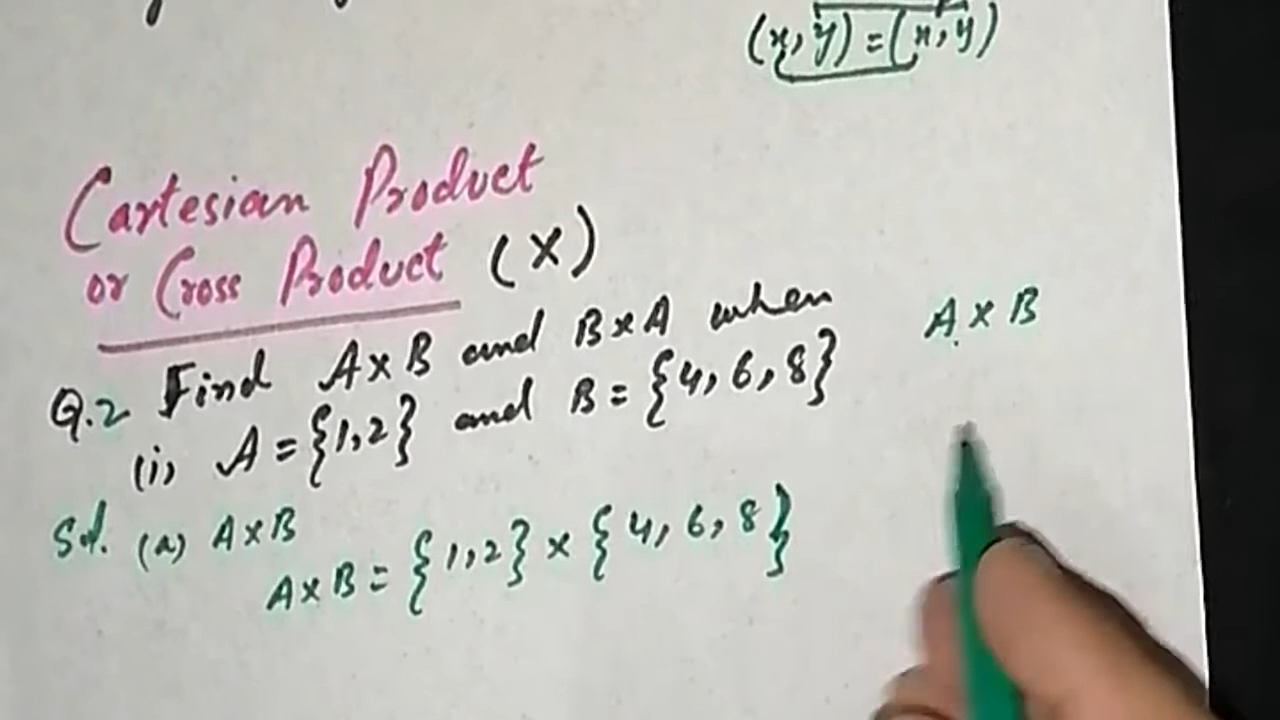 (x, y) = (x, y)
Cartesian Product
or Cross Product (X)
Q.2 Find A×B and B×A when
(i) A = {1,2} and B = {4, 6, 8}
A × B
Sol. (a) A×B
A×B = {1,2} × {4, 6, 8}